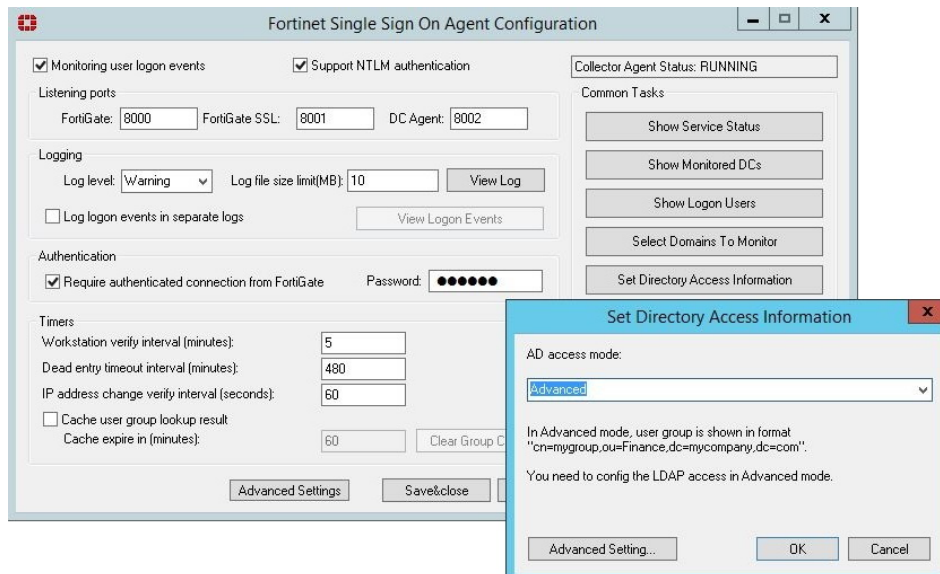 Fortinet Single Sign On Agent Configuration
Monitoring user logon events
Support NTLM authentication
Collector Agent Status: RUNNING
Listening ports
FortiGate: 8000 FortiGate SSL: 8001 DC Agent: 8002
Logging
Log level: Warning Log file size limit(MB): 10 View Log
Log logon events in separate logs View Logon Events
Authentication
Require authenticated connection from FortiGate Password: ●●●●●●
Timers
Workstation verify interval (minutes): 5
Dead entry timeout interval (minutes): 480
IP address change verify interval (seconds): 60
Cache user group lookup result
Cache expire in (minutes): 60 Clear Group C
Advanced Settings Save&close
Common Tasks
Show Service Status
Show Monitored DCs
Show Logon Users
Select Domains To Monitor
Set Directory Access Information
Set Directory Access Information
AD access mode:
Advanced
In Advanced mode, user group is shown in format
"cn=mygroup,ou=Finance,dc=mycompany,dc=com".
You need to config the LDAP access in Advanced mode.
Advanced Setting... OK Cancel